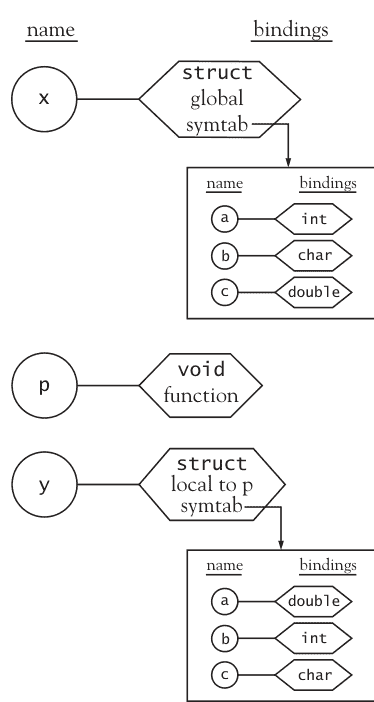 name bindings
x
struct
global
symtab
name bindings
a int
b char
c double
p
void
function
y
struct
local to p
symtab
name bindings
a double
b int
c char